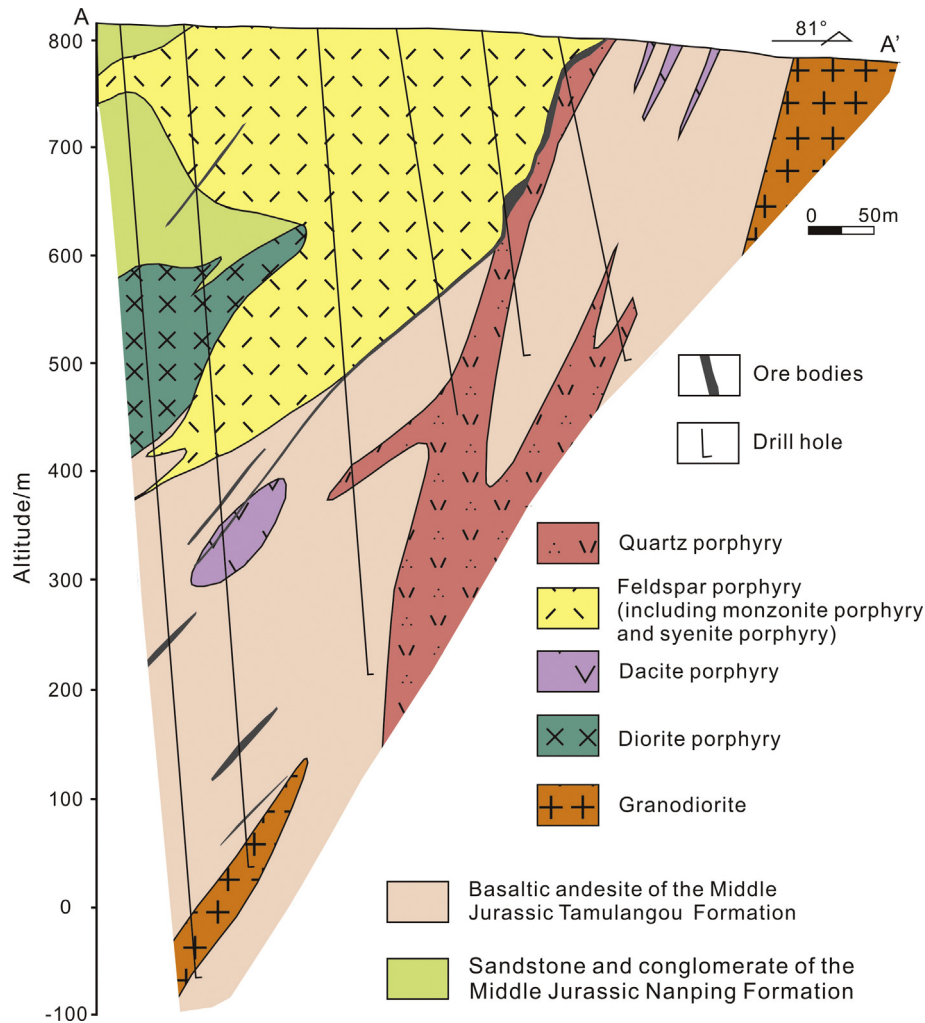 A
81°
A’
800
700
600
500
400
300
200
100
0
-100
Altitude/m
0 50m
Ore bodies
Drill hole
Quartz porphyry
Feldspar porphyry
(including monzonite porphyry
and syenite porphyry)
Dacite porphyry
Diorite porphyry
Granodiorite
Basaltic andesite of the Middle
Jurassic Tamulangou Formation
Sandstone and conglomerate of the
Middle Jurassic Nanping Formation